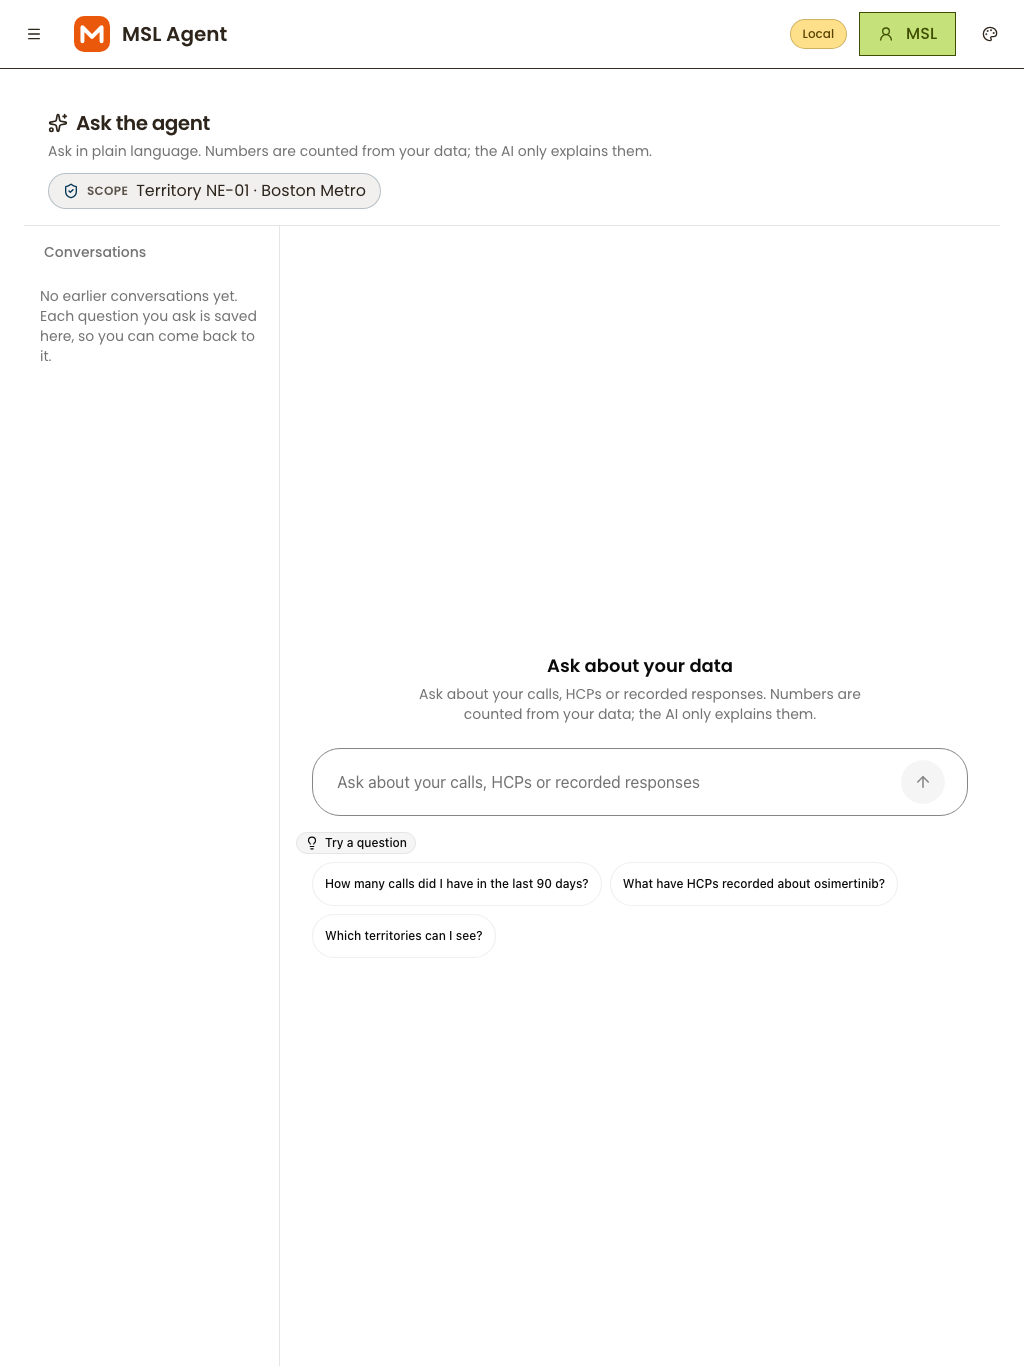 MSL Agent
Local
MSL
Ask the agent
Ask in plain language. Numbers are counted from your data; the AI only explains them.
SCOPE Territory NE-01 · Boston Metro
Conversations
No earlier conversations yet.
Each question you ask is saved
here, so you can come back to
it.
Ask about your data
Ask about your calls, HCPs or recorded responses. Numbers are
counted from your data; the AI only explains them.
Ask about your calls, HCPs or recorded responses
Try a question
How many calls did I have in the last 90 days?
What have HCPs recorded about osimertinib?
Which territories can I see?